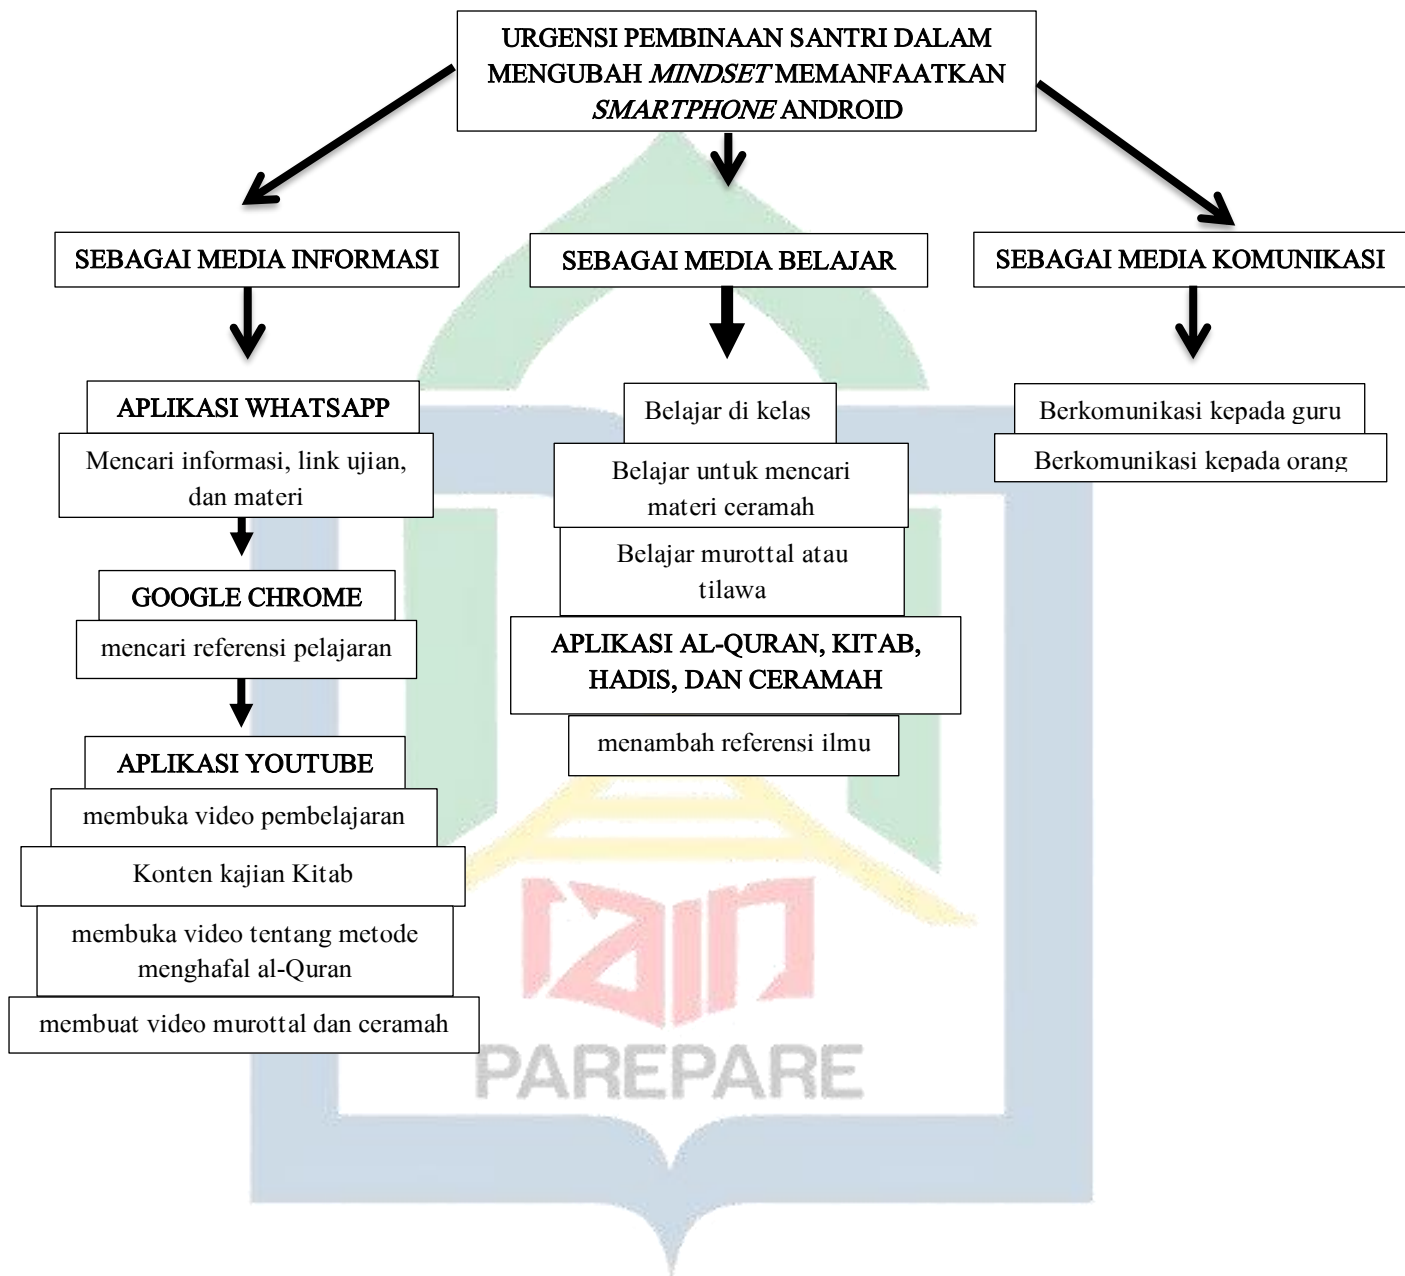 URGENSI PEMBINAAN SANTRI DALAM
MENGUBAH MINDSET MEMANFAATKAN
SMARTPHONE ANDROID
SEBAGAI MEDIA INFORMASI
SEBAGAI MEDIA BELAJAR
SEBAGAI MEDIA KOMUNIKASI
APLIKASI WHATSAPP
Mencari informasi, link ujian,
dan materi
GOOGLE CHROME
mencari referensi pelajaran
APLIKASI YOUTUBE
membuka video pembelajaran
Konten kajian Kitab
membuka video tentang metode
menghafal al-Quran
membuat video murottal dan ceramah
Belajar di kelas
Belajar untuk mencari
materi ceramah
Belajar murottal atau
tilawa
APLIKASI AL-QURAN, KITAB,
HADIS, DAN CERAMAH
menambah referensi ilmu
Berkomunikasi kepada guru
Berkomunikasi kepada orang
iain
PAREPARE